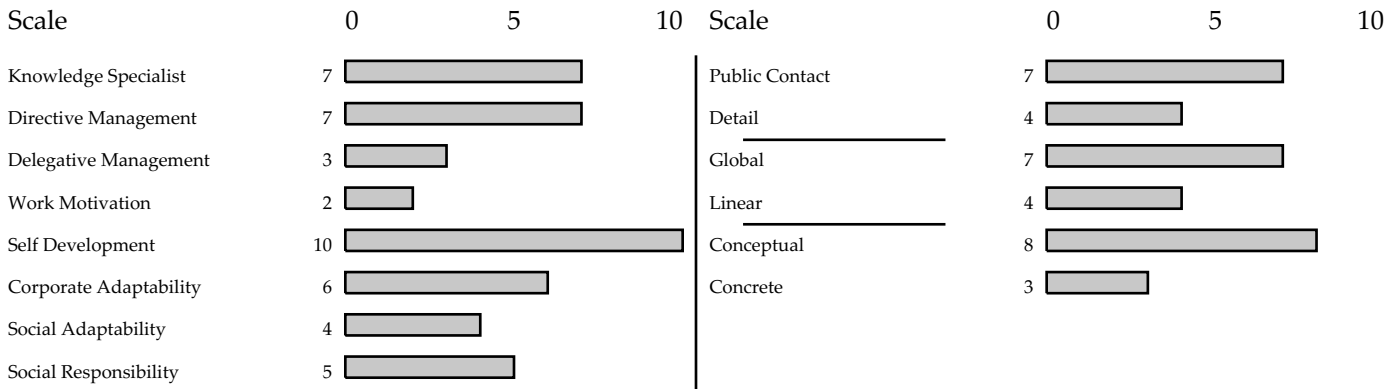 Scale 0 5 10
Knowledge Specialist 7
Directive Management 7
Delegative Management 3
Work Motivation 2
Self Development 10
Corporate Adaptability 6
Social Adaptability 4
Social Responsibility 5
Scale 0 5 10
Public Contact 7
Detail 4
Global 7
Linear 4
Conceptual 8
Concrete 3